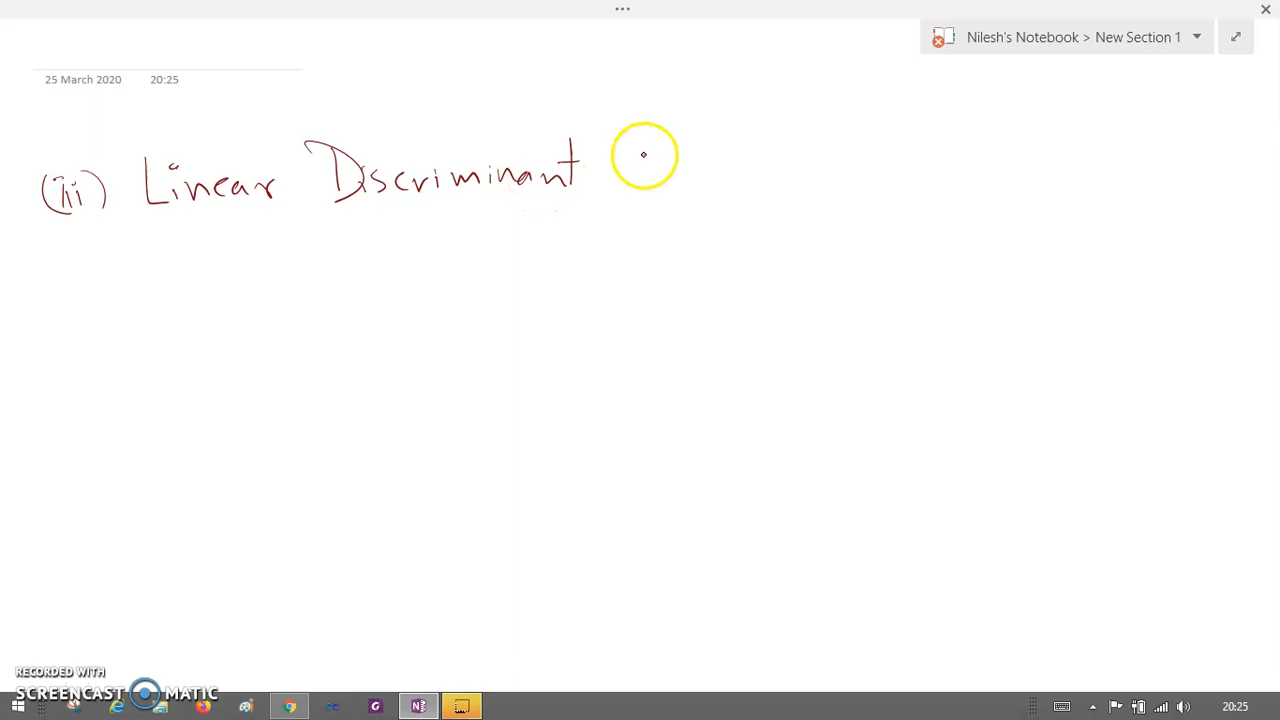 Nilesh's Notebook > New Section 1
25 March 2020 20:25
(iii) Linear Discriminant
RECORDED WITH
SCREENCAST MATIC
20:25